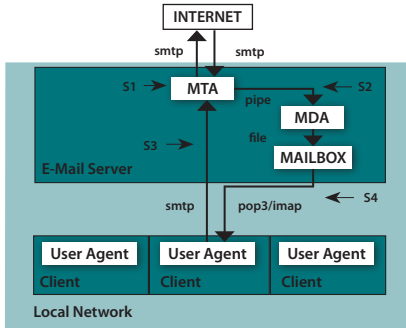 INTERNET
smtp
smtp
S1
MTA
S2
pipe
MDA
S3
file
MAILBOX
E-Mail Server
S4
smtp
pop3/imap
User Agent
User Agent
User Agent
Client
Client
Client
Local Network